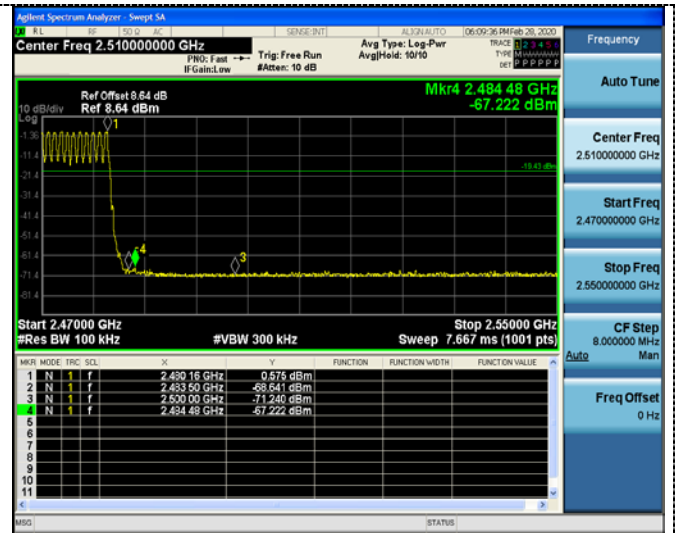 Agilent Spectrum Analyzer - Swept SA
RL RF 50 Ω AC SENSE:INT ALIGN AUTO 06:09:36 PM Feb 28, 2020
Center Freq 2.510000000 GHz
PNO: Fast
IFGain:Low
Trig: Free Run
#Atten: 10 dB
Avg Type: Log-Pwr
Avg|Hold: 10/10
TRACE 1 2 3 4 5 6
TYPE
DET P P P P P P
Ref Offset 8.64 dB
10 dB/div Ref 8.64 dBm
Log
Mkr4 2.484 48 GHz
-67.222 dBm
1
-1.36
-11.4
-19.43 dBm
-21.4
-31.4
-41.4
-51.4
4
3
-61.4
-71.4
-81.4
Start 2.47000 GHz Stop 2.55000 GHz
#Res BW 100 kHz #VBW 300 kHz Sweep 7.667 ms (1001 pts)
MKR MODE TRC SCL X Y FUNCTION FUNCTION WIDTH FUNCTION VALUE
1 N 1 f 2.480 16 GHz 0.575 dBm
2 N 1 f 2.483 50 GHz -68.641 dBm
3 N 1 f 2.500 00 GHz -71.240 dBm
4 N 1 f 2.484 48 GHz -67.222 dBm
5
6
7
8
9
10
11
MSG STATUS
Frequency
Auto Tune
Center Freq
2.510000000 GHz
Start Freq
2.470000000 GHz
Stop Freq
2.550000000 GHz
CF Step
8.000000 MHz
Auto Man
Freq Offset
0 Hz